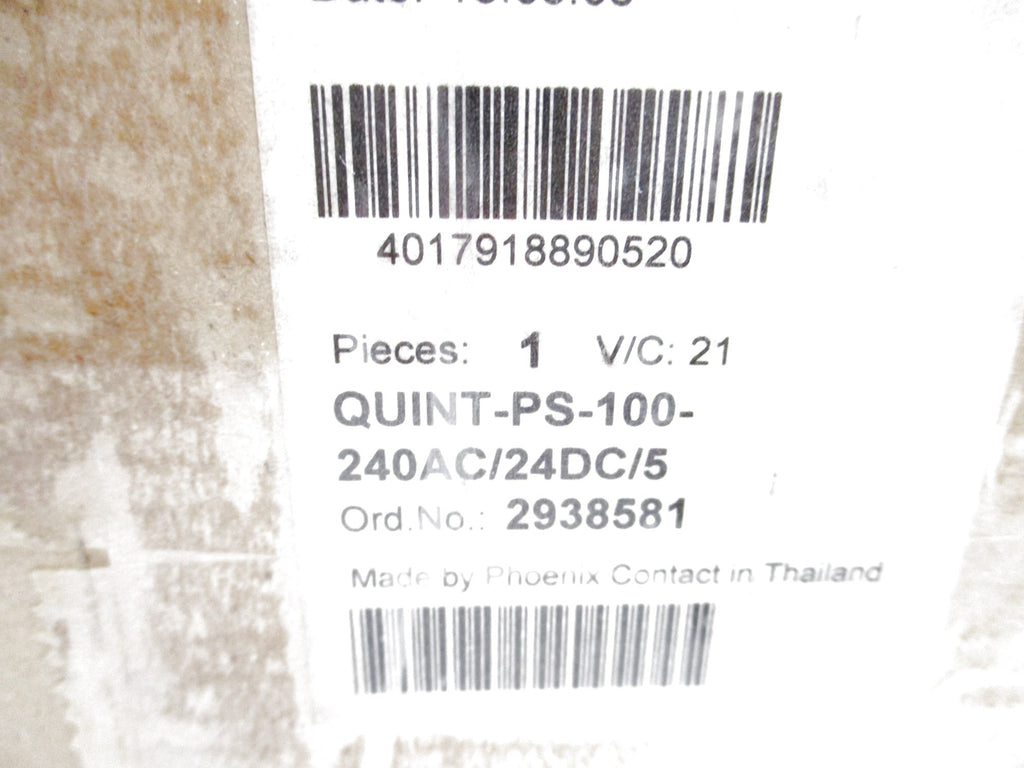 4017918890520
Pieces: 1 V/C: 21
QUINT-PS-100-
240AC/24DC/5
Ord.No.: 2938581
Made by Phoenix Contact in Thailand